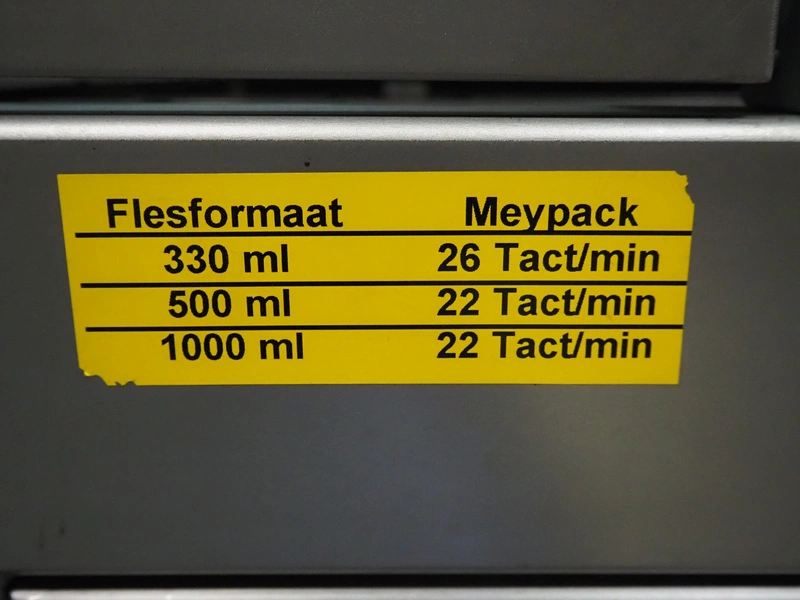 Flesformaat Meypack
330 ml 26 Tact/min
500 ml 22 Tact/min
1000 ml 22 Tact/min